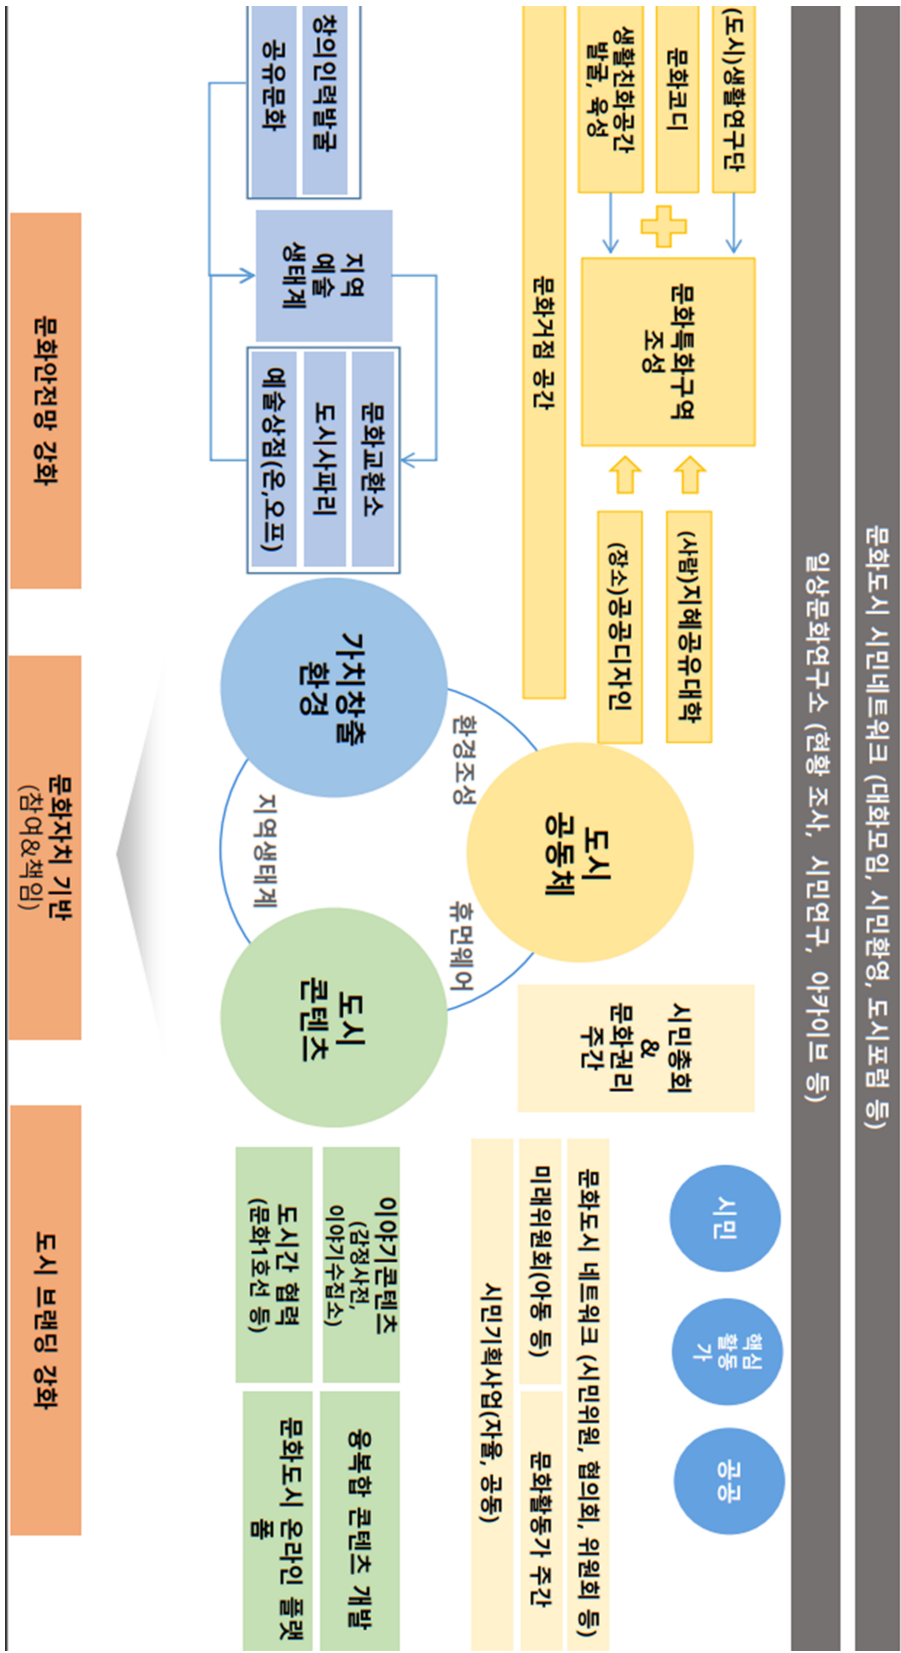 문화도시 시민네트워크 (대화모임, 시민환영, 도시포럼 등)
일상문화연구소 (현황 조사, 시민연구, 아카이브 등)
(도시)생활연구단
문화코디
생활친화공간
발굴, 육성
문화특화구역
조성
(사람)지혜공유대학
(장소)공공디자인
문화거점 공간
도시
공동체
시민총회
&
문화권리
주간
시민
핵심
활동
가
공공
문화도시 네트워크 (시민위원, 협의회, 위원회 등)
미래위원회(아동 등)
문화활동가 주간
시민기획사업(자율, 공동)
환경조성
휴먼웨어
지역생태계
창의인력발굴
공유문화
지역
예술
생태계
문화교환소
도시사파리
예술상점(온,오프)
가치창출
환경
도시
콘텐츠
이야기콘텐츠
(감정사전,
이야기수집소)
도시간 협력
(문화1호선 등)
융복합 콘텐츠 개발
문화도시 온라인 플랫
폼
문화안전망 강화
문화자치 기반
(참여&책임)
도시 브랜딩 강화